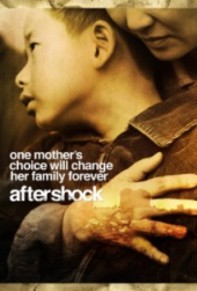 one mother's
choice will change
her family forever
aftershock